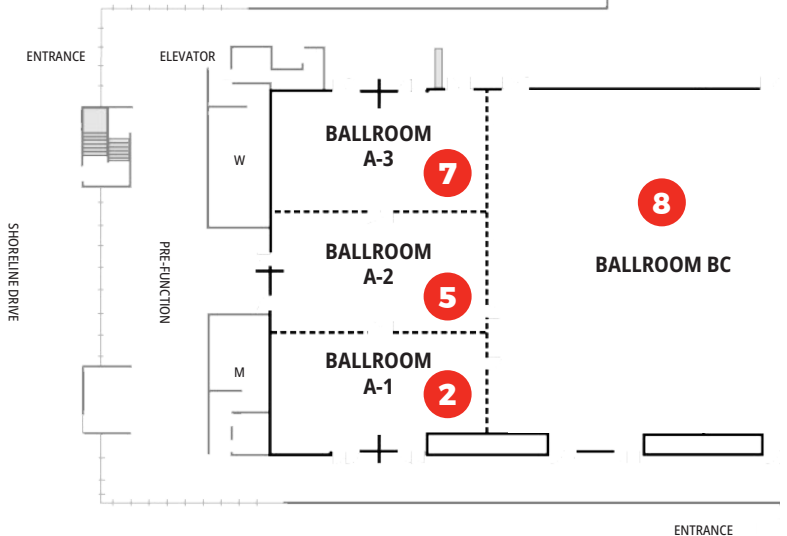 ENTRANCE
ELEVATOR
BALLROOM
A-3
7
W
8
SHORELINE DRIVE
PRE-FUNCTION
BALLROOM
A-2
5
BALLROOM BC
BALLROOM
A-1
2
M
ENTRANCE